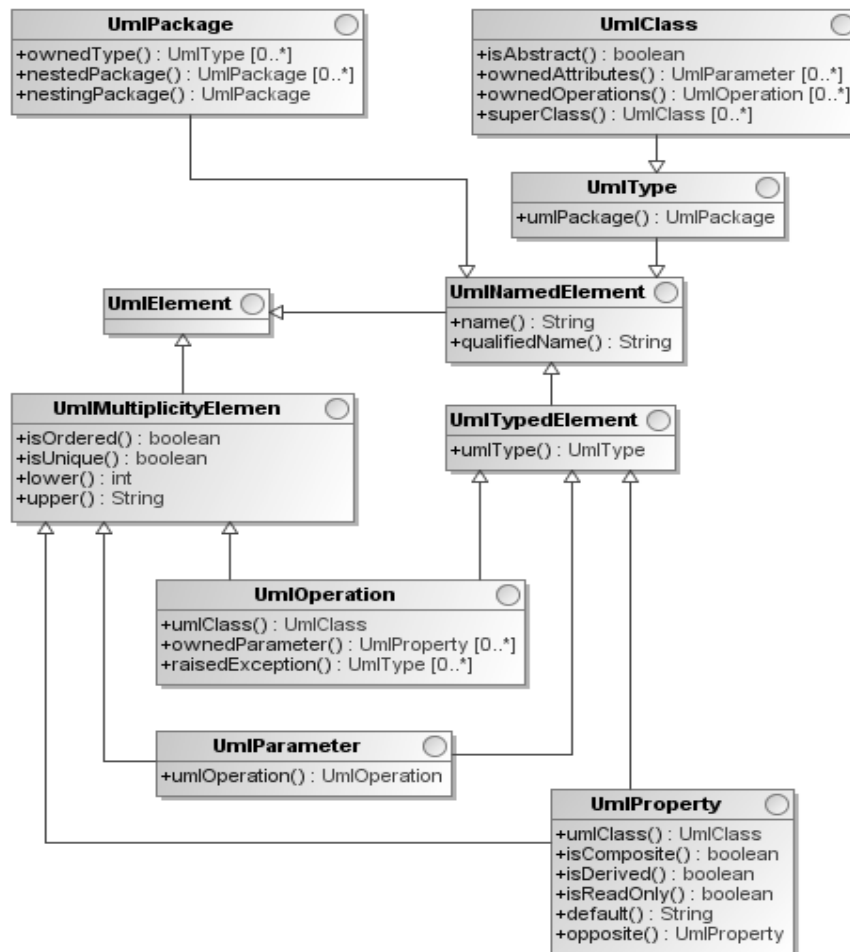 UmlPackage
+ownedType() : UmlType [0..*]
+nestedPackage() : UmlPackage [0..*]
+nestingPackage() : UmlPackage
UmlClass
+isAbstract() : boolean
+ownedAttributes() : UmlParameter [0..*]
+ownedOperations() : UmlOperation [0..*]
+superClass() : UmlClass [0..*]
UmlType
+umlPackage() : UmlPackage
UmlElement
UmlNamedElement
+name() : String
+qualifiedName() : String
UmlMultiplicityElemen
+isOrdered() : boolean
+isUnique() : boolean
+lower() : int
+upper() : String
UmlTypedElement
+umlType() : UmlType
UmlOperation
+umlClass() : UmlClass
+ownedParameter() : UmlProperty [0..*]
+raisedException() : UmlType [0..*]
UmlParameter
+umlOperation() : UmlOperation
UmlProperty
+umlClass() : UmlClass
+isComposite() : boolean
+isDerived() : boolean
+isReadOnly() : boolean
+default() : String
+opposite() : UmlProperty